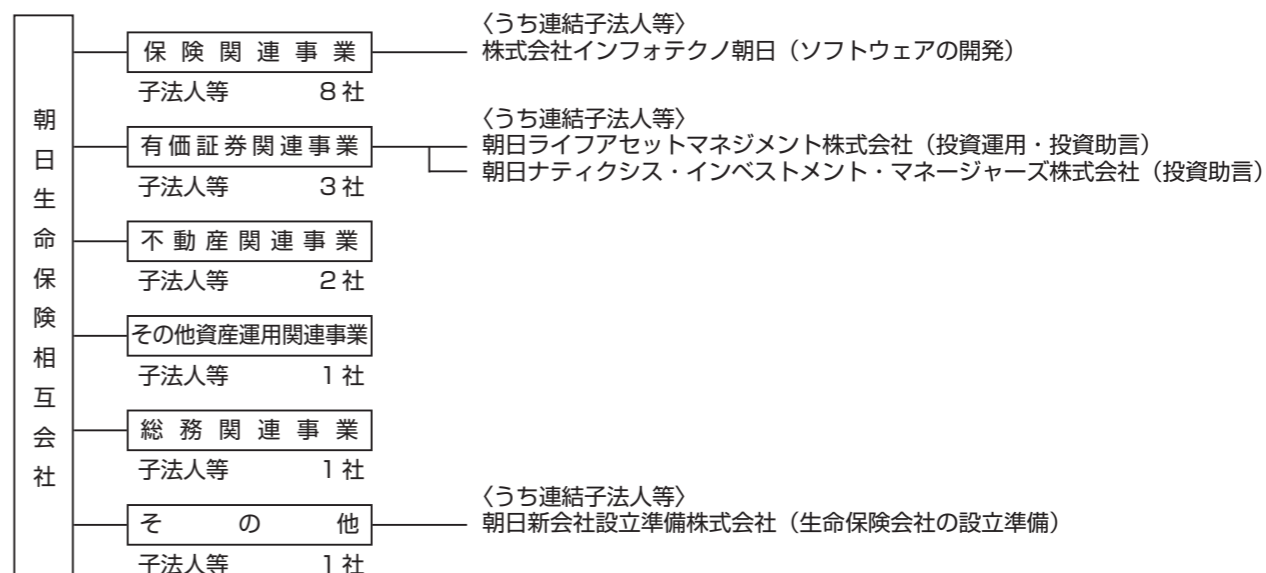 朝日生命保険相互会社
〈うち連結子法人等〉
保険関連事業 株式会社インフォテクノ朝日（ソフトウェアの開発）
子法人等 8社
〈うち連結子法人等〉
有価証券関連事業 朝日ライフアセットマネジメント株式会社（投資運用・投資助言）
朝日ナティクシス・インベストメント・マネージャーズ株式会社（投資助言）
子法人等 3社
不動産関連事業
子法人等 2社
その他資産運用関連事業
子法人等 1社
総務関連事業
子法人等 1社
〈うち連結子法人等〉
その他 朝日新会社設立準備株式会社（生命保険会社の設立準備）
子法人等 1社